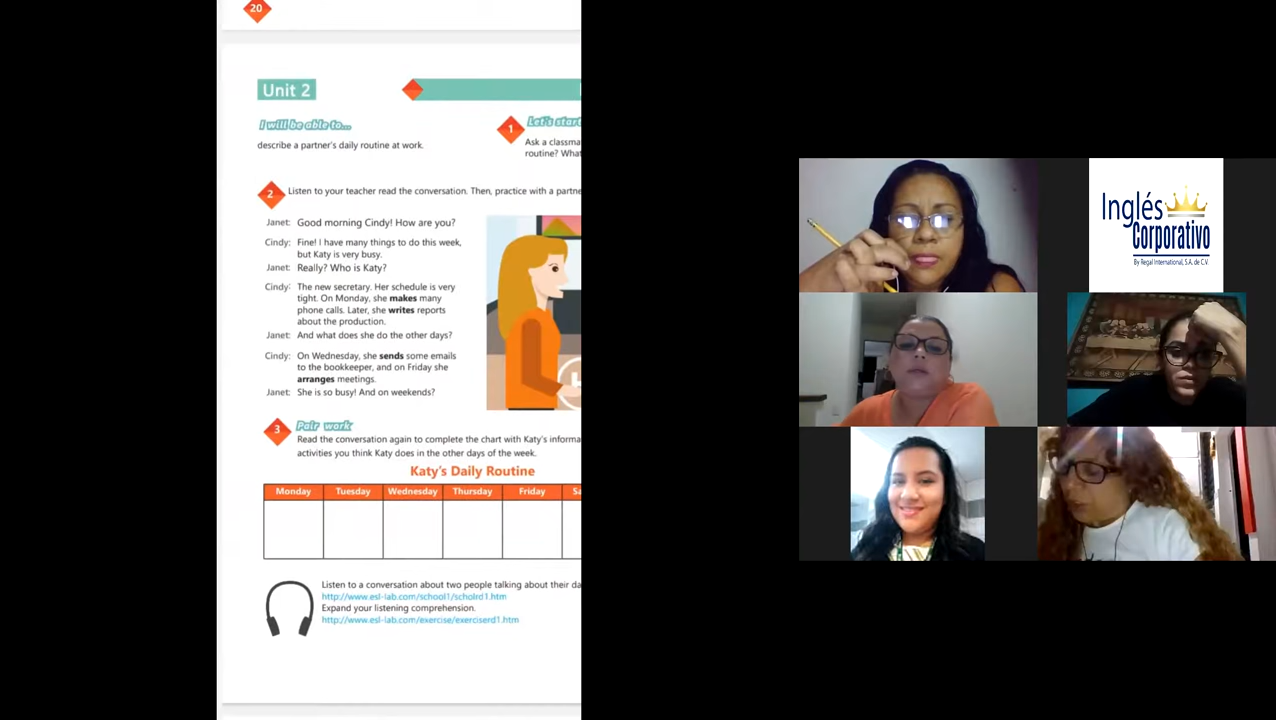 20
Unit 2
I will be able to...
describe a partner's daily routine at work.
1
Let's start
Ask a classma
routine? What
2
Listen to your teacher read the conversation. Then, practice with a partne
Janet: Good morning Cindy! How are you?
Cindy: Fine! I have many things to do this week,
but Katy is very busy.
Janet: Really? Who is Katy?
Cindy: The new secretary. Her schedule is very
tight. On Monday, she makes many
phone calls. Later, she writes reports
about the production.
Janet: And what does she do the other days?
Cindy: On Wednesday, she sends some emails
to the bookkeeper, and on Friday she
arranges meetings.
Janet: She is so busy! And on weekends?
3
Pair work
Read the conversation again to complete the chart with Katy's informa
activities you think Katy does in the other days of the week.
Katy's Daily Routine
Monday Tuesday Wednesday Thursday Friday Sa
Listen to a conversation about two people talking about their da
http://www.esl-lab.com/school1/scholrd1.htm
Expand your listening comprehension.
http://www.esl-lab.com/exercise/exerciserd1.htm
Inglés
Corporativo
By Regal International, S.A. de C.V.